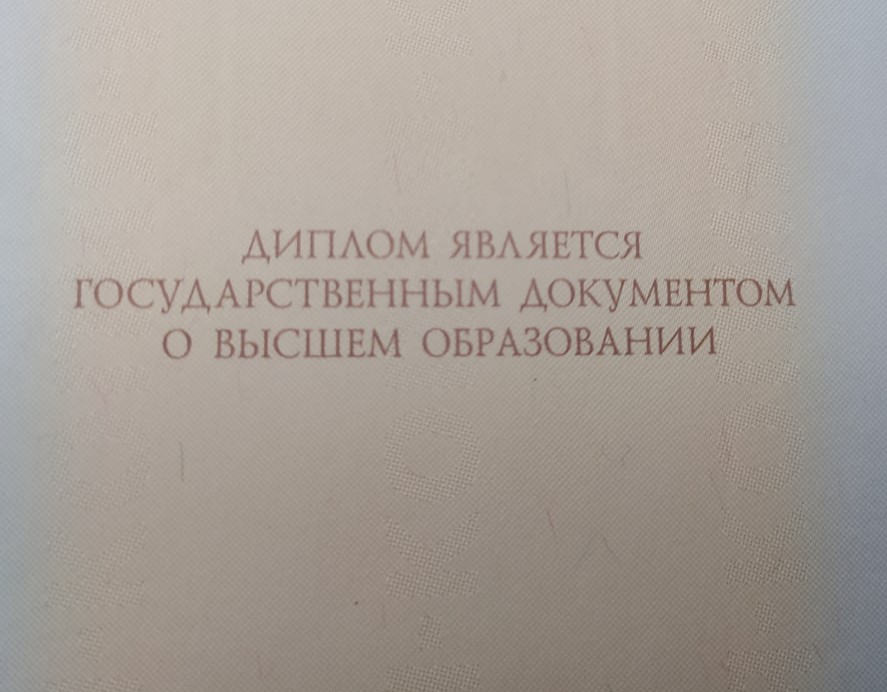 ДИПЛОМ ЯВЛЯЕТСЯ
ГОСУДАРСТВЕННЫМ ДОКУМЕНТОМ
О ВЫСШЕМ ОБРАЗОВАНИИ